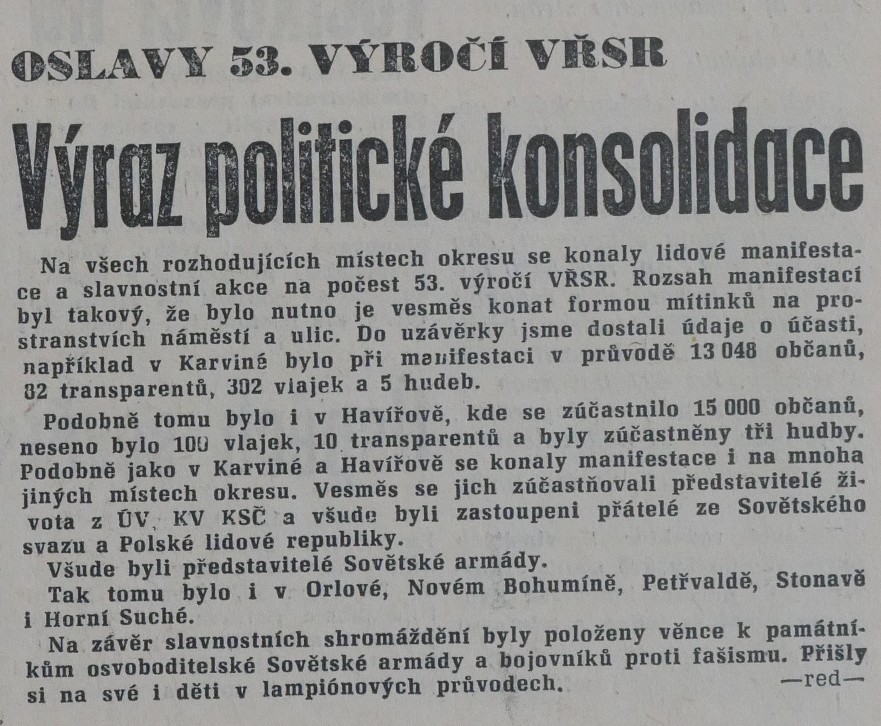 OSLAVY 53. VÝROČÍ VŘSR
Výraz politické konsolidace
Na všech rozhodujících místech okresu se konaly lidové manifesta-
ce a slavnostní akce na počest 53. výročí VŘSR. Rozsah manifestací
byl takový, že bylo nutno je vesměs konat formou mítinků na pro-
stranstvích náměstí a ulic. Do uzávěrky jsme dostali údaje o účasti,
například v Karviné bylo při manifestaci v průvodě 13 048 občanů,
82 transparentů, 302 vlajek a 5 hudeb.
Podobně tomu bylo i v Havířově, kde se zúčastnilo 15 000 občanů,
neseno bylo 100 vlajek, 10 transparentů a byly zúčastněny tři hudby.
Podobně jako v Karviné a Havířově se konaly manifestace i na mnoha
jiných místech okresu. Vesměs se jich zúčastňovali představitelé ži-
vota z ÚV, KV KSČ a všude byli zastoupeni přátelé ze Sovětského
svazu a Polské lidové republiky.
Všude byli představitelé Sovětské armády.
Tak tomu bylo i v Orlové, Novém Bohumíně, Petřvaldě, Stonavě
i Horní Suché.
Na závěr slavnostních shromáždění byly položeny věnce k památní-
kům osvoboditelské Sovětské armády a bojovníků proti fašismu. Přišly
si na své i děti v lampiónových průvodech. —red—